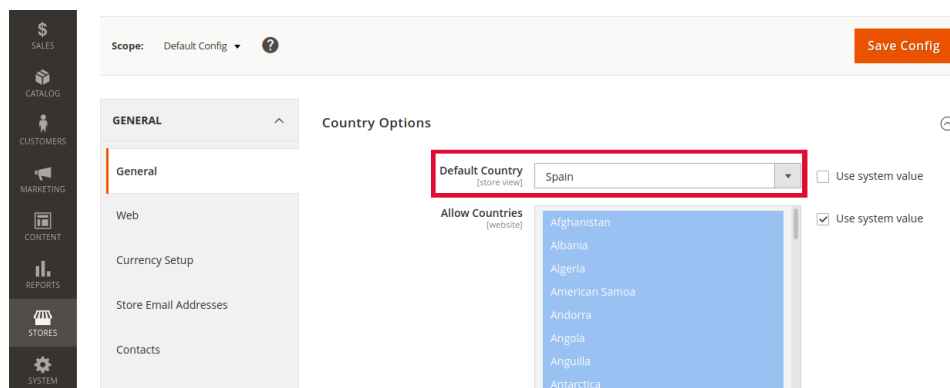 SALES
CATALOG
CUSTOMERS
MARKETING
CONTENT
REPORTS
STORES
SYSTEM
Scope: Default Config
Save Config
GENERAL
General
Web
Currency Setup
Store Email Addresses
Contacts
Country Options
Default Country Spain Use system value
[store view]
Allow Countries Use system value
[website]
Afghanistan
Albania
Algeria
American Samoa
Andorra
Angola
Anguilla
Antarctica